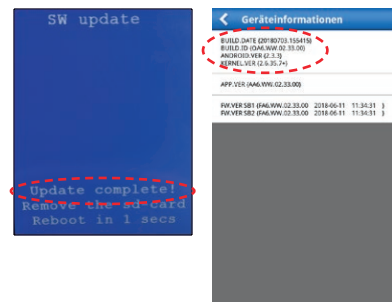 SW update
Update complete!
Remove the sd card
Reboot in 1 secs
Geräteinformationen
BUILD.DATE (20180703.155415)
BUILD.ID (OA6.WW.02.33.00)
ANDROID.VER (2.3.3)
KERNEL.VER (2.6.35.7+)
APP.VER (AA6.WW.02.33.00)
FW.VER SB1 (FA6.WW.02.33.00 2018-06-11 11:34:31 )
FW.VER SB2 (FA6.WW.02.33.00 2018-06-11 11:34:31 )